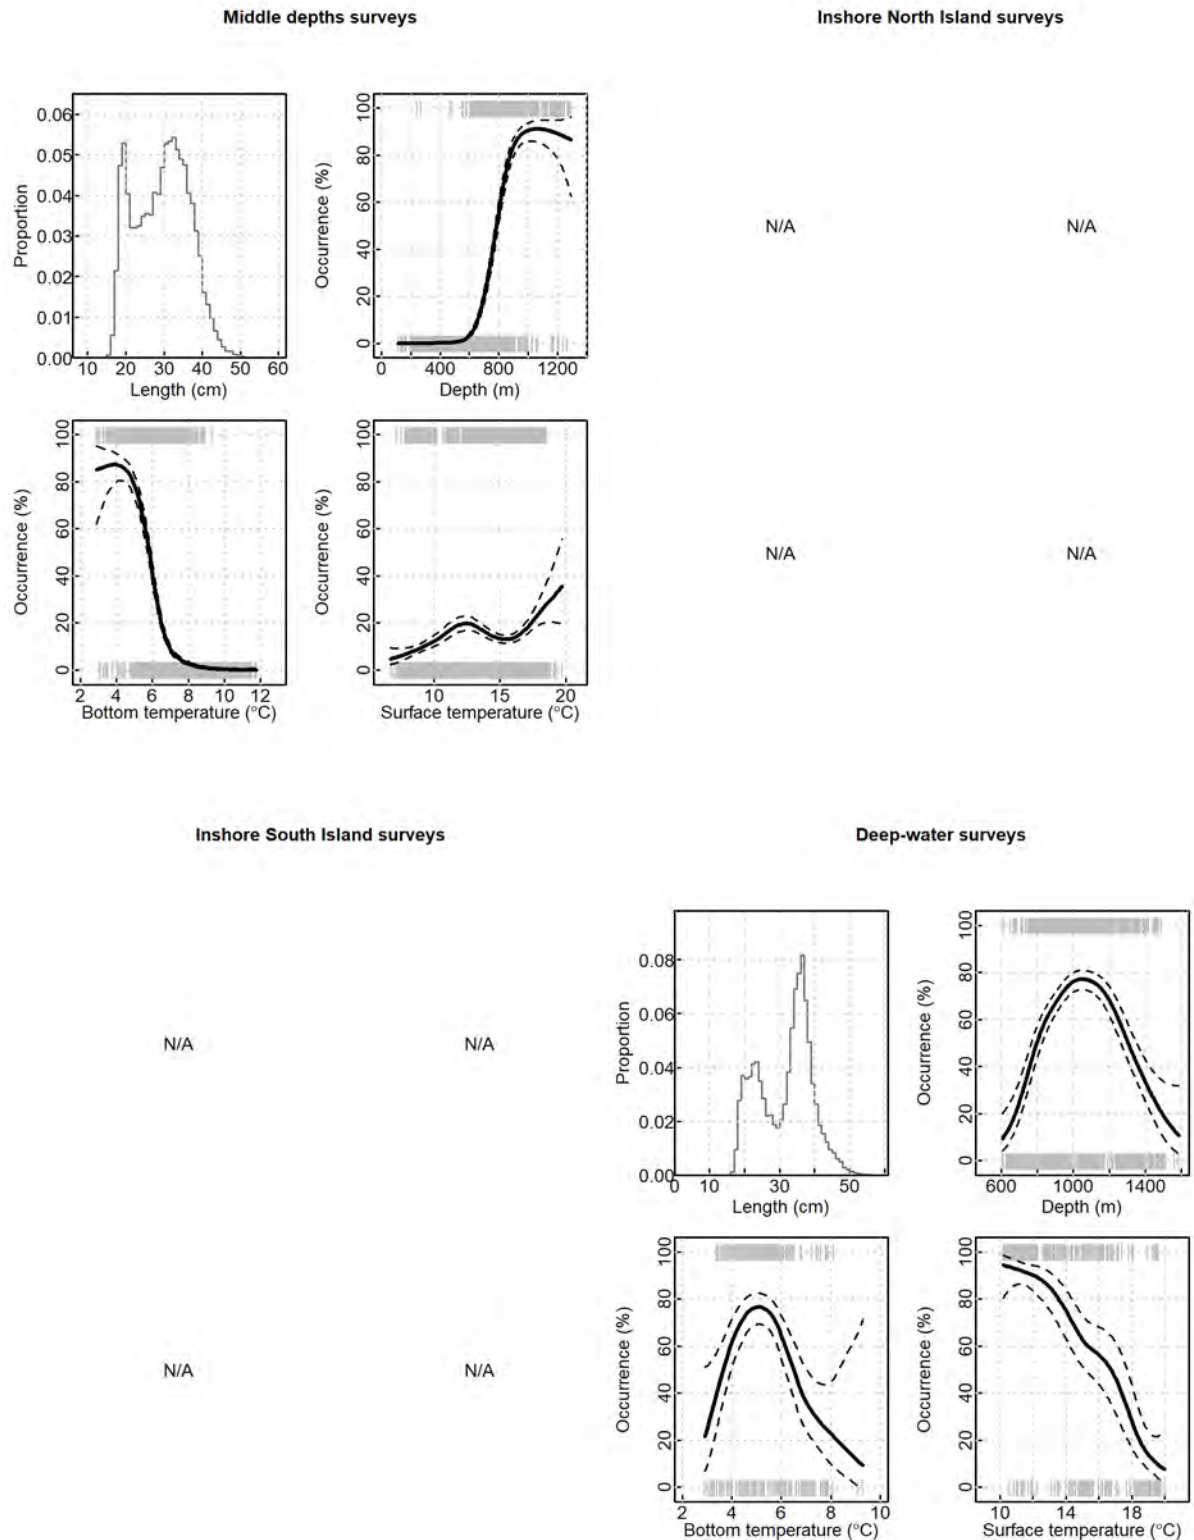 Middle depths surveys
Inshore North Island surveys
0.06
0.05
0.04
0.03
0.02
0.01
0.00
Proportion
10 20 30 40 50 60
Length (cm)
100
80
60
40
20
0
Occurrence (%)
0 400 800 1200
Depth (m)
N/A
N/A
100
80
60
40
20
0
Occurrence (%)
2 4 6 8 10 12
Bottom temperature (°C)
100
80
60
40
20
0
Occurrence (%)
10 15 20
Surface temperature (°C)
N/A
N/A
Inshore South Island surveys
Deep-water surveys
N/A
N/A
0.08
0.06
0.04
0.02
0.00
Proportion
0 10 30 50
Length (cm)
100
80
60
40
20
0
Occurrence (%)
600 1000 1400
Depth (m)
N/A
N/A
100
80
60
40
20
0
Occurrence (%)
2 4 6 8 10
Bottom temperature (°C)
100
80
60
40
20
0
Occurrence (%)
10 14 18
Surface temperature (°C)